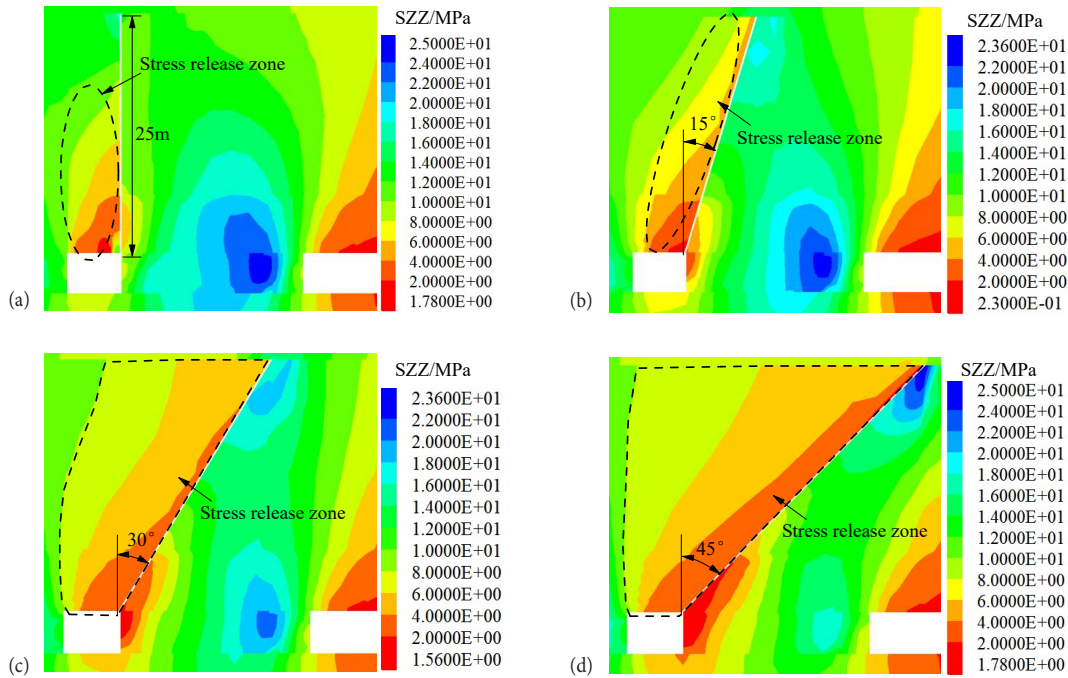 SZZ/MPa
2.5000E+01
2.4000E+01
2.2000E+01
2.0000E+01
1.8000E+01
1.6000E+01
1.4000E+01
1.2000E+01
1.0000E+01
8.0000E+00
6.0000E+00
4.0000E+00
2.0000E+00
1.7800E+00
Stress release zone
25m
(a)
SZZ/MPa
2.3600E+01
2.2000E+01
2.0000E+01
1.8000E+01
1.6000E+01
1.4000E+01
1.2000E+01
1.0000E+01
8.0000E+00
6.0000E+00
4.0000E+00
2.0000E+00
2.3000E-01
15°
Stress release zone
(b)
SZZ/MPa
2.3600E+01
2.2000E+01
2.0000E+01
1.8000E+01
1.6000E+01
1.4000E+01
1.2000E+01
1.0000E+01
8.0000E+00
6.0000E+00
4.0000E+00
2.0000E+00
1.5600E+00
Stress release zone
30°
(c)
SZZ/MPa
2.5000E+01
2.4000E+01
2.2000E+01
2.0000E+01
1.8000E+01
1.6000E+01
1.4000E+01
1.2000E+01
1.0000E+01
8.0000E+00
6.0000E+00
4.0000E+00
2.0000E+00
1.7800E+00
Stress release zone
45°
(d)